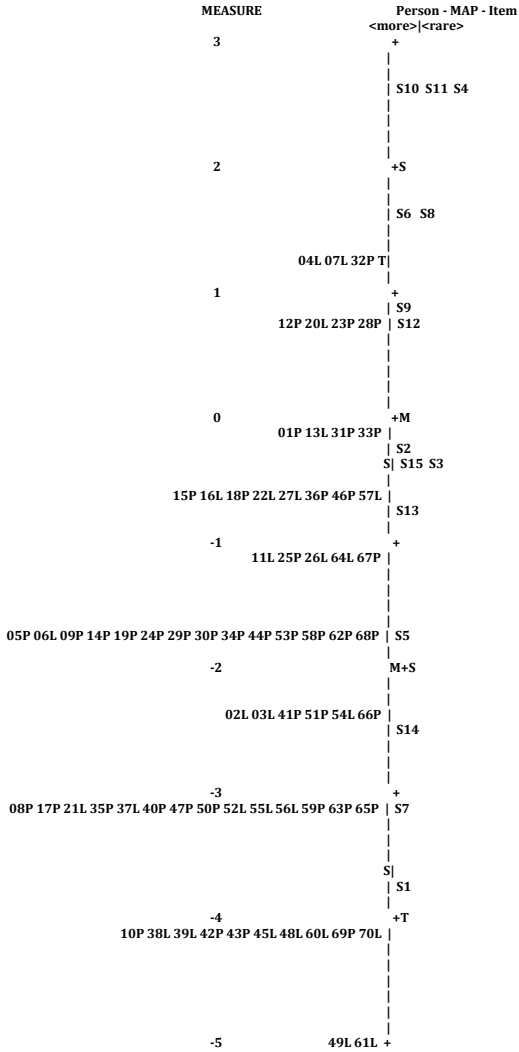 MEASURE Person - MAP - Item
<more>|<rare>
3 +
|
|
| S10 S11 S4
|
|
|
|
2 +S
|
|
| S6 S8
|
|
04L 07L 32P T|
|
1 +
| S9
12P 20L 23P 28P | S12
|
|
|
|
|
0 +M
01P 13L 31P 33P |
| S2
S| S15 S3
|
15P 16L 18P 22L 27L 36P 46P 57L |
| S13
|
-1 +
11L 25P 26L 64L 67P |
|
|
|
|
05P 06L 09P 14P 19P 24P 29P 30P 34P 44P 53P 58P 62P 68P | S5
|
-2 M+S
|
|
02L 03L 41P 51P 54L 66P |
| S14
|
|
|
-3 +
08P 17P 21L 35P 37L 40P 47P 50P 52L 55L 56L 59P 63P 65P | S7
|
|
|
S|
| S1
|
-4 +T
10P 38L 39L 42P 43P 45L 48L 60L 69P 70L |
|
|
|
|
|
|
-5 49L 61L +